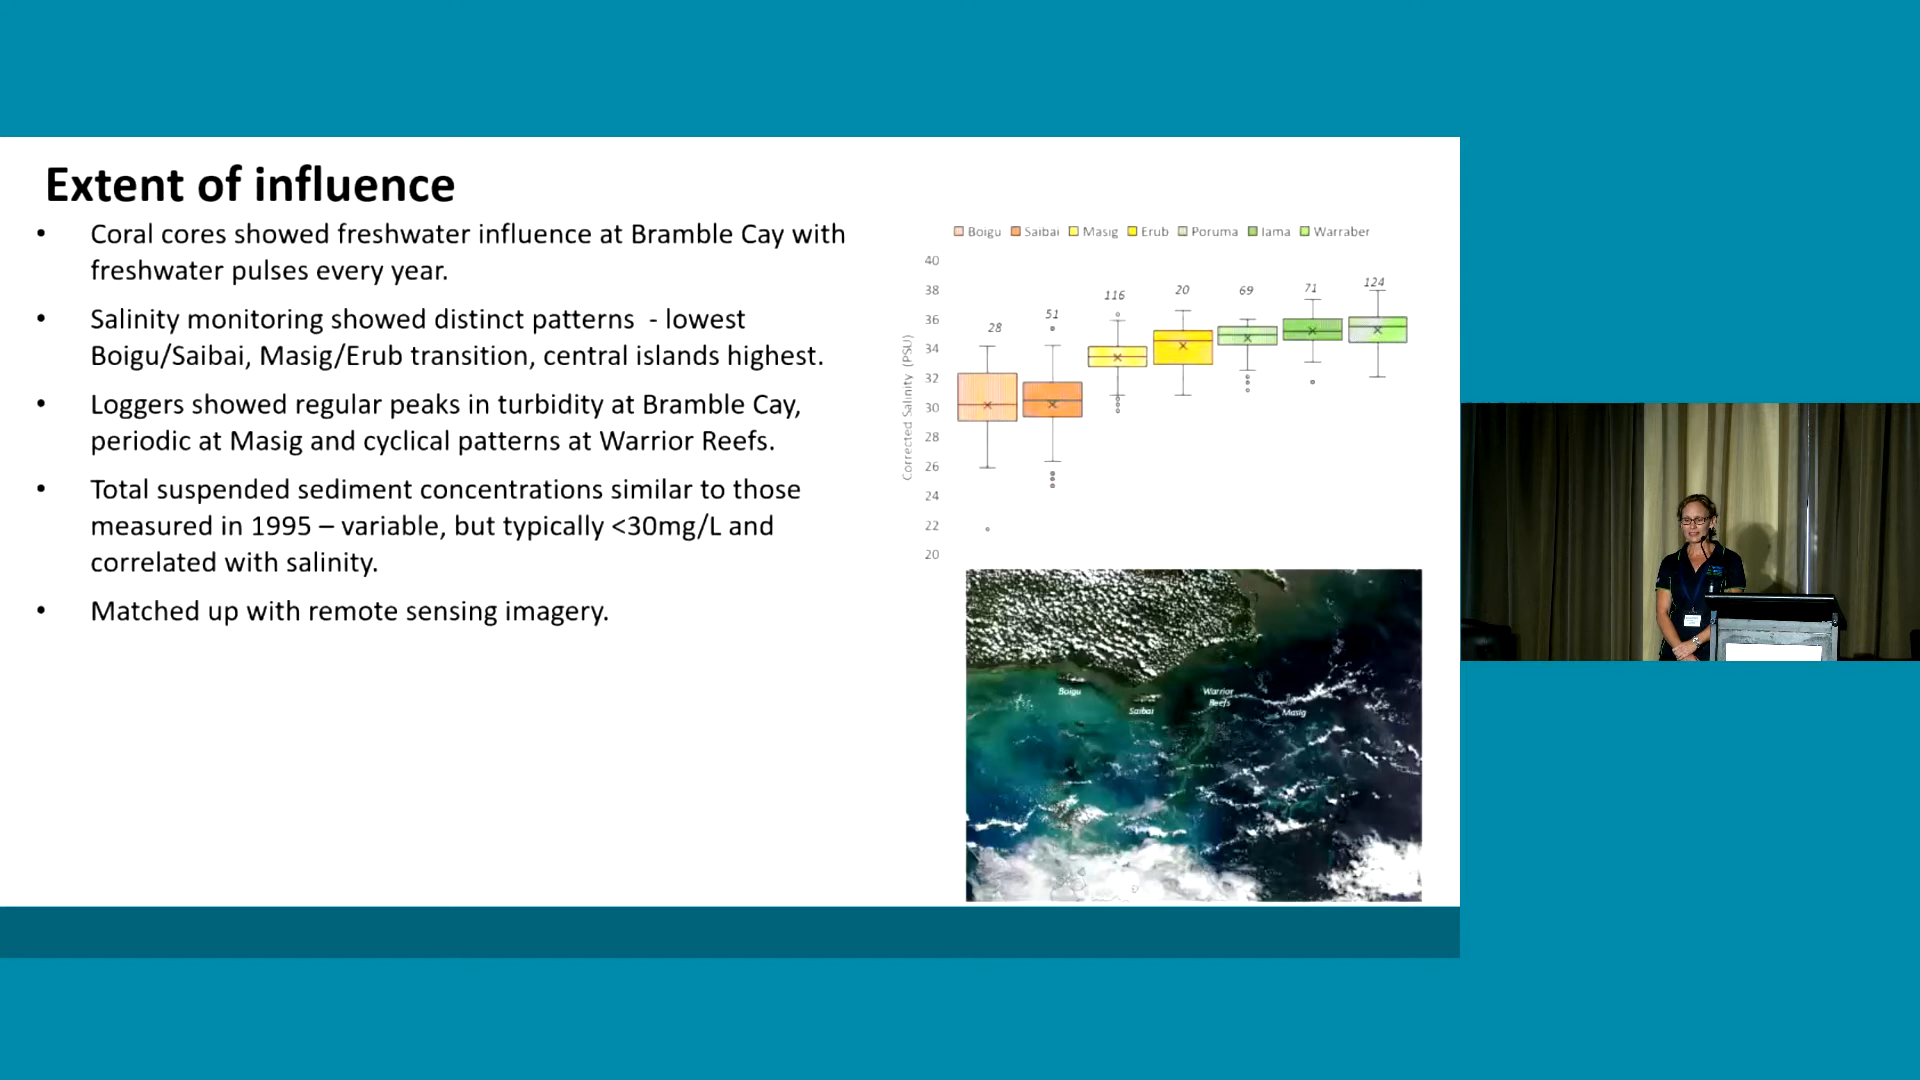 Extent of influence
• Coral cores showed freshwater influence at Bramble Cay with
freshwater pulses every year.
• Salinity monitoring showed distinct patterns - lowest
Boigu/Saibai, Masig/Erub transition, central islands highest.
• Loggers showed regular peaks in turbidity at Bramble Cay,
periodic at Masig and cyclical patterns at Warrior Reefs.
• Total suspended sediment concentrations similar to those
measured in 1995 – variable, but typically <30mg/L and
correlated with salinity.
• Matched up with remote sensing imagery.
Boigu Saibai Masig Erub Poruma Iama Warraber
Corrected Salinity (PSU)
40
38
36
34
32
30
28
26
24
22
20
28 51 116 20 69 71 124
Boigu
Saibai
Warrior
Reefs
Masig